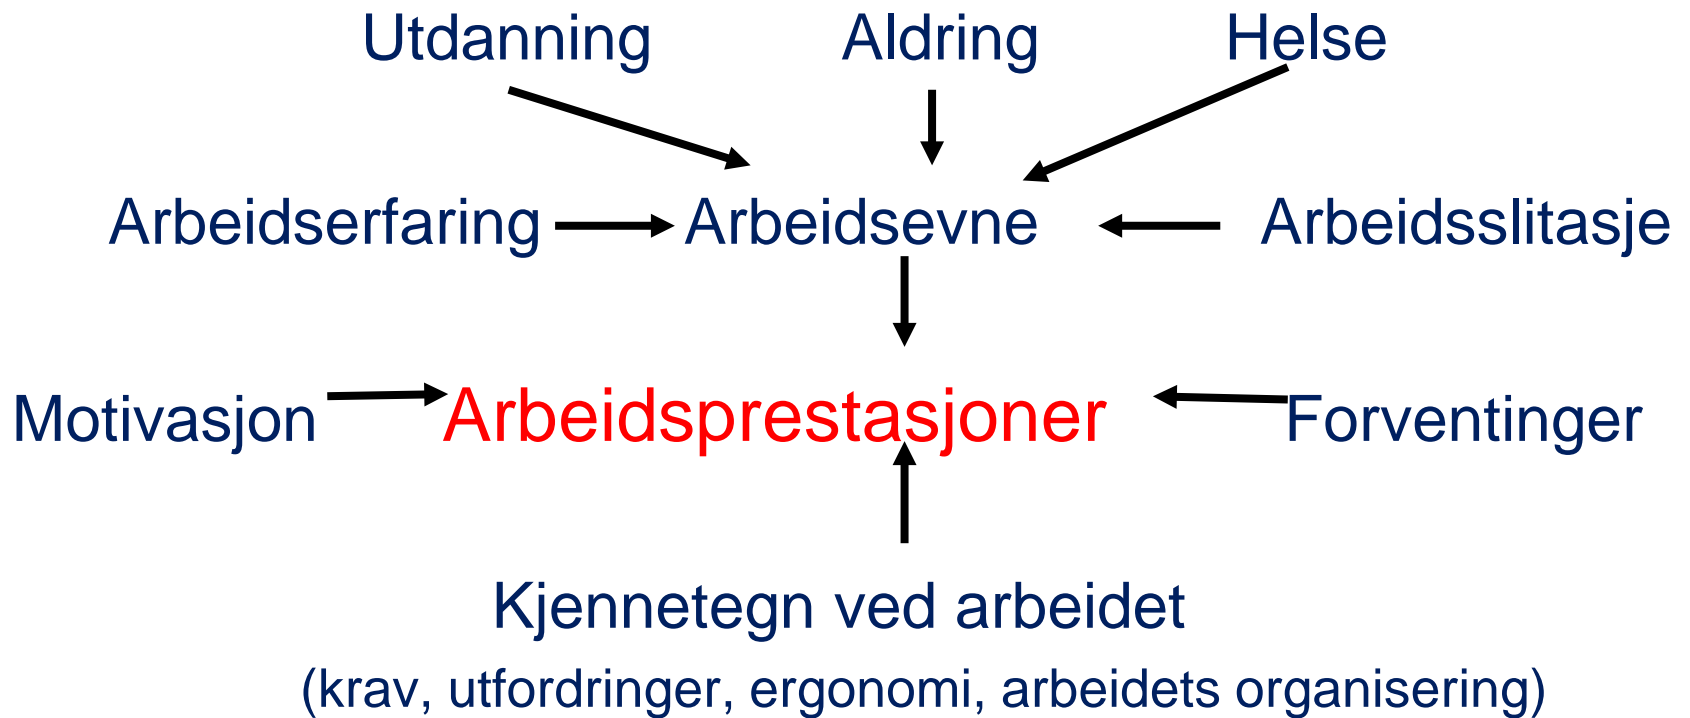 Utdanning Aldring Helse
Arbeidserfaring Arbeidsevne Arbeidsslitasje
Motivasjon Arbeidsprestasjoner Forventinger
Kjennetegn ved arbeidet
(krav, utfordringer, ergonomi, arbeidets organisering)